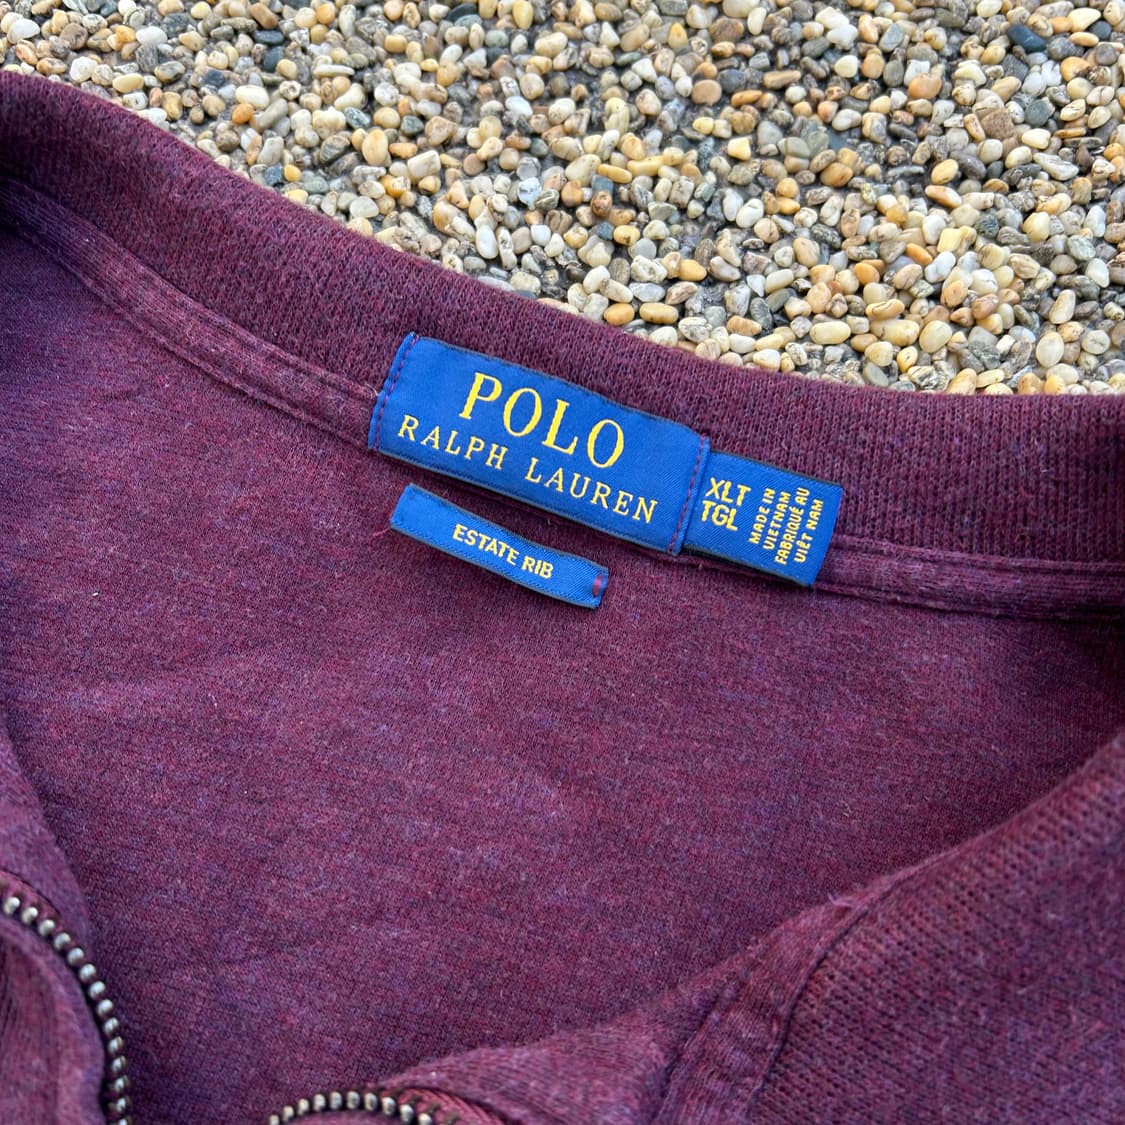 POLO
RALPH LAUREN
XLT
TGL
MADE IN
VIETNAM
FABRIQUÉ AU
VIÊT NAM
ESTATE RIB